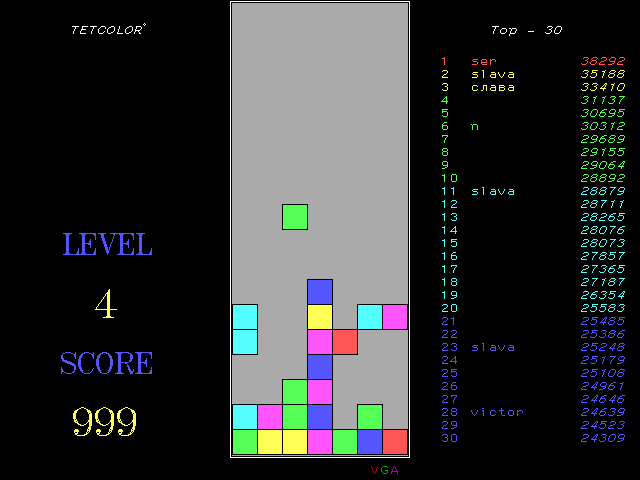 TETCOLOR°
LEVEL
4
SCORE
999
Top - 30
1 ser 38292
2 slava 35188
3 слава 33410
4 31137
5 30695
6 n 30312
7 29689
8 29155
9 29064
10 28892
11 slava 28879
12 28711
13 28265
14 28076
15 28073
16 27857
17 27365
18 27187
19 26354
20 25583
21 25485
22 25386
23 slava 25248
24 25179
25 25108
26 24961
27 24646
28 victor 24639
29 24523
30 24309
VGA